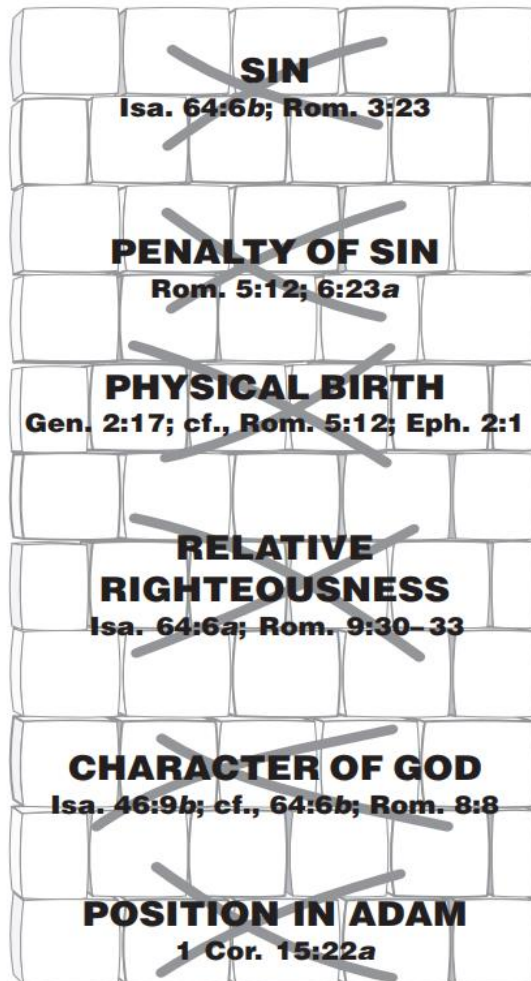 SIN
Isa. 64:6b; Rom. 3:23
PENALTY OF SIN
Rom. 5:12; 6:23a
PHYSICAL BIRTH
Gen. 2:17; cf., Rom. 5:12; Eph. 2:1
RELATIVE
RIGHTEOUSNESS
Isa. 64:6a; Rom. 9:30–33
CHARACTER OF GOD
Isa. 46:9b; cf., 64:6b; Rom. 8:8
POSITION IN ADAM
1 Cor. 15:22a